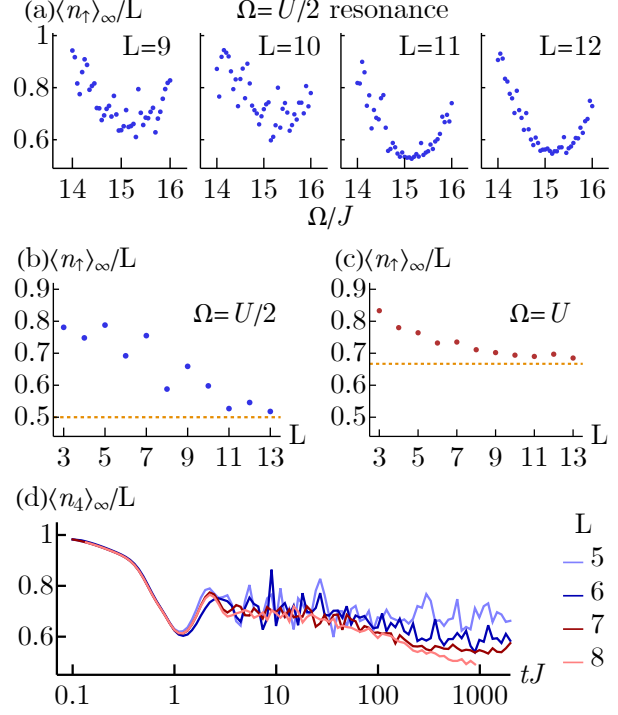 (a)⟨n↑⟩∞/L Ω=U/2 resonance
L=9 L=10 L=11 L=12
1
0.8
0.6
14 15 16 14 15 16 14 15 16 14 15 16
Ω/J
(b)⟨n↑⟩∞/L (c)⟨n↑⟩∞/L
0.9 0.9
Ω=U/2 Ω=U
0.8 0.8
0.7 0.7
0.6 0.6
0.5 L 0.5 L
3 5 7 9 11 13 3 5 7 9 11 13
(d)⟨n4⟩∞/L
L
1
5
0.8
6
7
0.6
8
tJ
0.1 1 10 100 1000